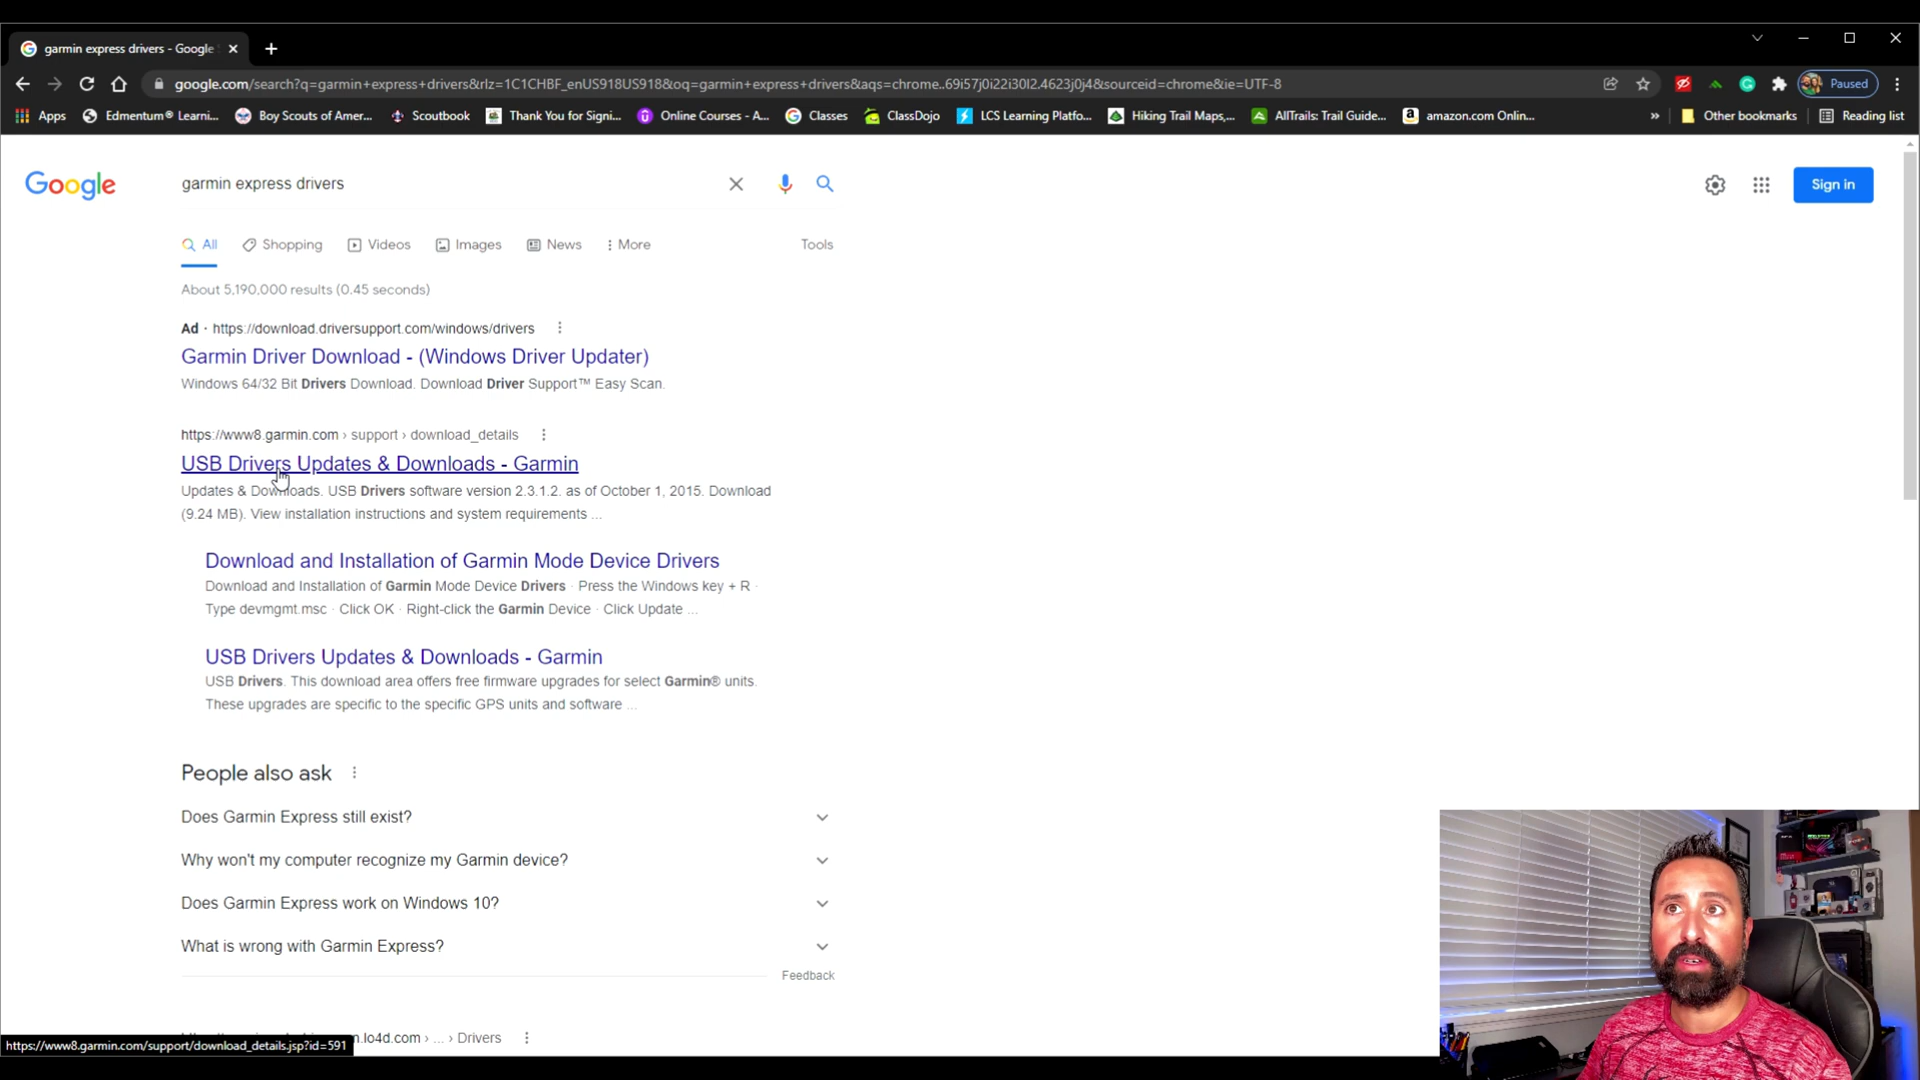 garmin express drivers - Google
google.com/search?q=garmin+express+drivers&rlz=1C1CHBF_enUS918US918&oq=garmin+express+drivers&aqs=chrome..69i57j0i22i30l2.4623j0j4&sourceid=chrome&ie=UTF-8
Paused
Apps
Edmentum® Learni...
Boy Scouts of Amer...
Scoutbook
Thank You for Signi...
Online Courses - A...
Classes
ClassDojo
LCS Learning Platfo...
Hiking Trail Maps,...
AllTrails: Trail Guide...
amazon.com Onlin...
»
Other bookmarks
Reading list
Google
garmin express drivers
Sign in
All
Shopping
Videos
Images
News
More
Tools
About 5,190,000 results (0.45 seconds)
Ad · https://download.driversupport.com/windows/drivers
Garmin Driver Download - (Windows Driver Updater)
Windows 64/32 Bit Drivers Download. Download Driver Support™ Easy Scan.
https://www8.garmin.com › support › download_details
USB Drivers Updates & Downloads - Garmin
Updates & Downloads. USB Drivers software version 2.3.1.2. as of October 1, 2015. Download
(9.24 MB). View installation instructions and system requirements ...
Download and Installation of Garmin Mode Device Drivers
Download and Installation of Garmin Mode Device Drivers · Press the Windows key + R ·
Type devmgmt.msc · Click OK · Right-click the Garmin Device · Click Update ...
USB Drivers Updates & Downloads - Garmin
USB Drivers. This download area offers free firmware upgrades for select Garmin® units.
These upgrades are specific to the specific GPS units and software ...
People also ask
Does Garmin Express still exist?
Why won't my computer recognize my Garmin device?
Does Garmin Express work on Windows 10?
What is wrong with Garmin Express?
Feedback
n.lo4d.com › ... › Drivers
https://www8.garmin.com/support/download_details.jsp?id=591